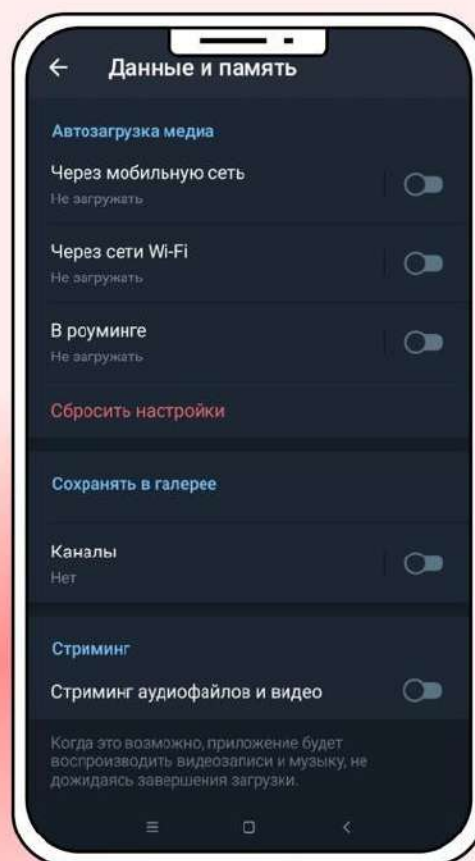 Данные и память
Автозагрузка медиа
Через мобильную сеть
Не загружать
Через сети Wi-Fi
Не загружать
В роуминге
Не загружать
Сбросить настройки
Сохранять в галерее
Каналы
Нет
Стриминг
Стриминг аудиофайлов и видео
Когда это возможно, приложение будет
воспроизводить видеозаписи и музыку, не
дожидаясь завершения загрузки.